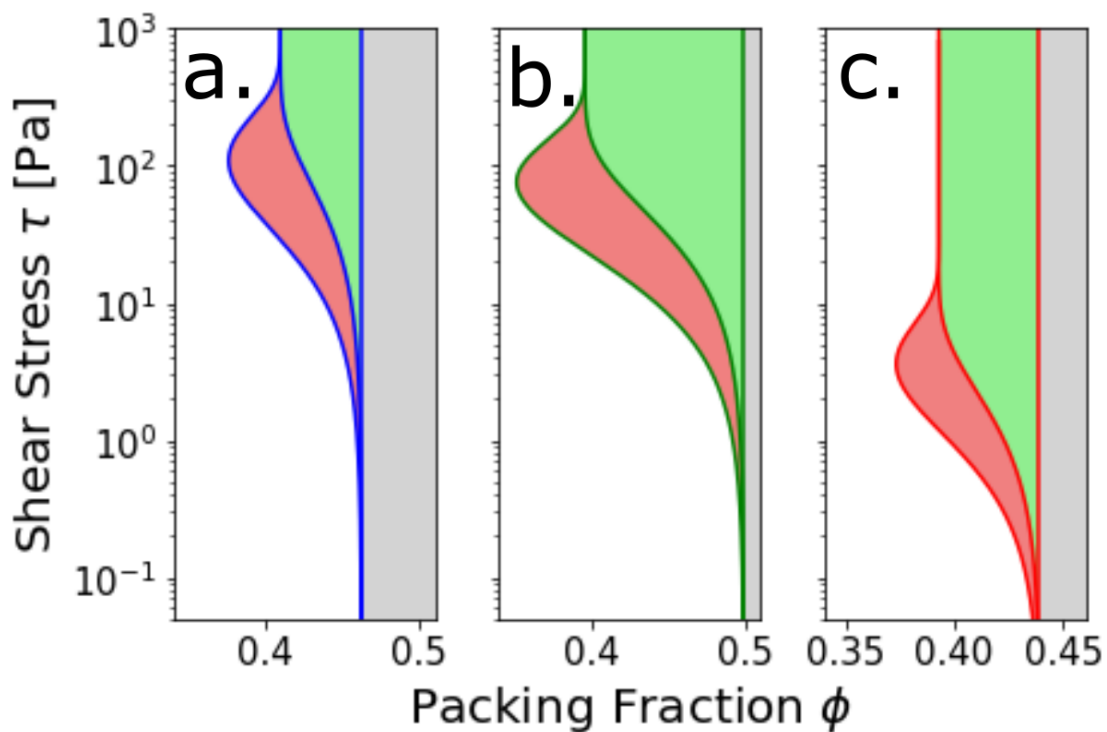 a. b. c.
10³
10²
10¹
10⁰
10⁻¹
Shear Stress τ [Pa]
0.4 0.5 0.4 0.5 0.35 0.40 0.45
Packing Fraction ϕ